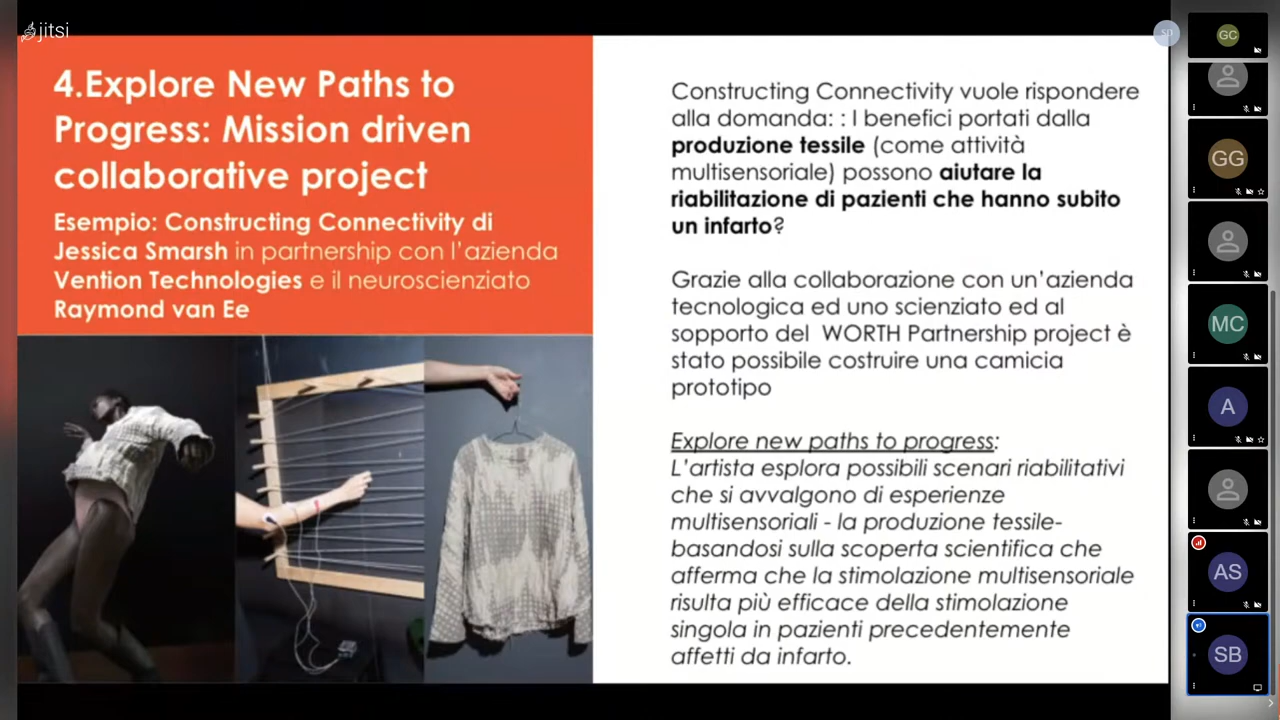 jitsi
4.Explore New Paths to
Progress: Mission driven
collaborative project
Esempio: Constructing Connectivity di
Jessica Smarsh in partnership con l'azienda
Vention Technologies e il neuroscienziato
Raymond van Ee
Constructing Connectivity vuole rispondere
alla domanda: : I benefici portati dalla
produzione tessile (come attività
multisensoriale) possono aiutare la
riabilitazione di pazienti che hanno subito
un infarto?
Grazie alla collaborazione con un'azienda
tecnologica ed uno scienziato ed al
sopporto del  WORTH Partnership project è
stato possibile costruire una camicia
prototipo
Explore new paths to progress:
L'artista esplora possibili scenari riabilitativi
che si avvalgono di esperienze
multisensoriali - la produzione tessile-
basandosi sulla scoperta scientifica che
afferma che la stimolazione multisensoriale
risulta più efficace della stimolazione
singola in pazienti precedentemente
affetti da infarto.
SB
GC
GG
MC
A
AS
SB